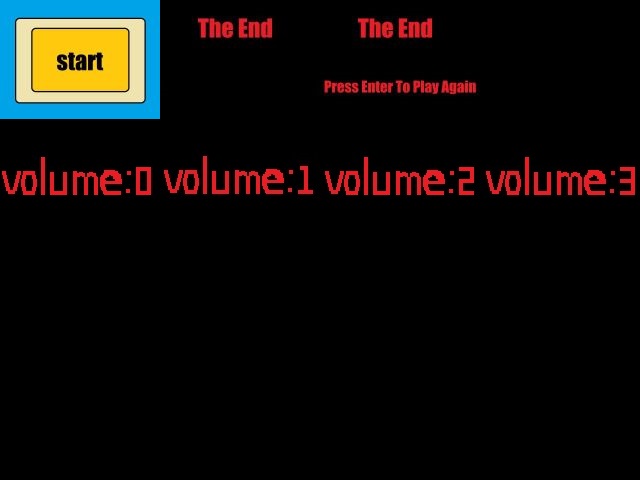 start
The End
The End
Press Enter To Play Again
volume:0 volume:1 volume:2 volume:3